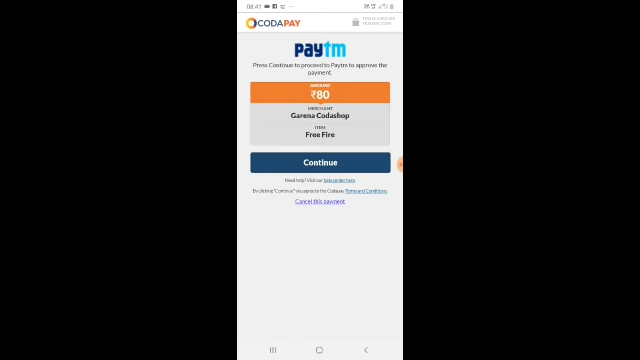 08:41
CODAPAY
THIS IS A SECURE
TRANSACTION
paytm
Press Continue to proceed to Paytm to approve the
payment.
AMOUNT
₹80
MERCHANT
Garena Codashop
ITEM
Free Fire
Continue
Need help? Visit our help center here
By clicking "Continue" you agree to the Codapay Terms and Conditions
Cancel this payment